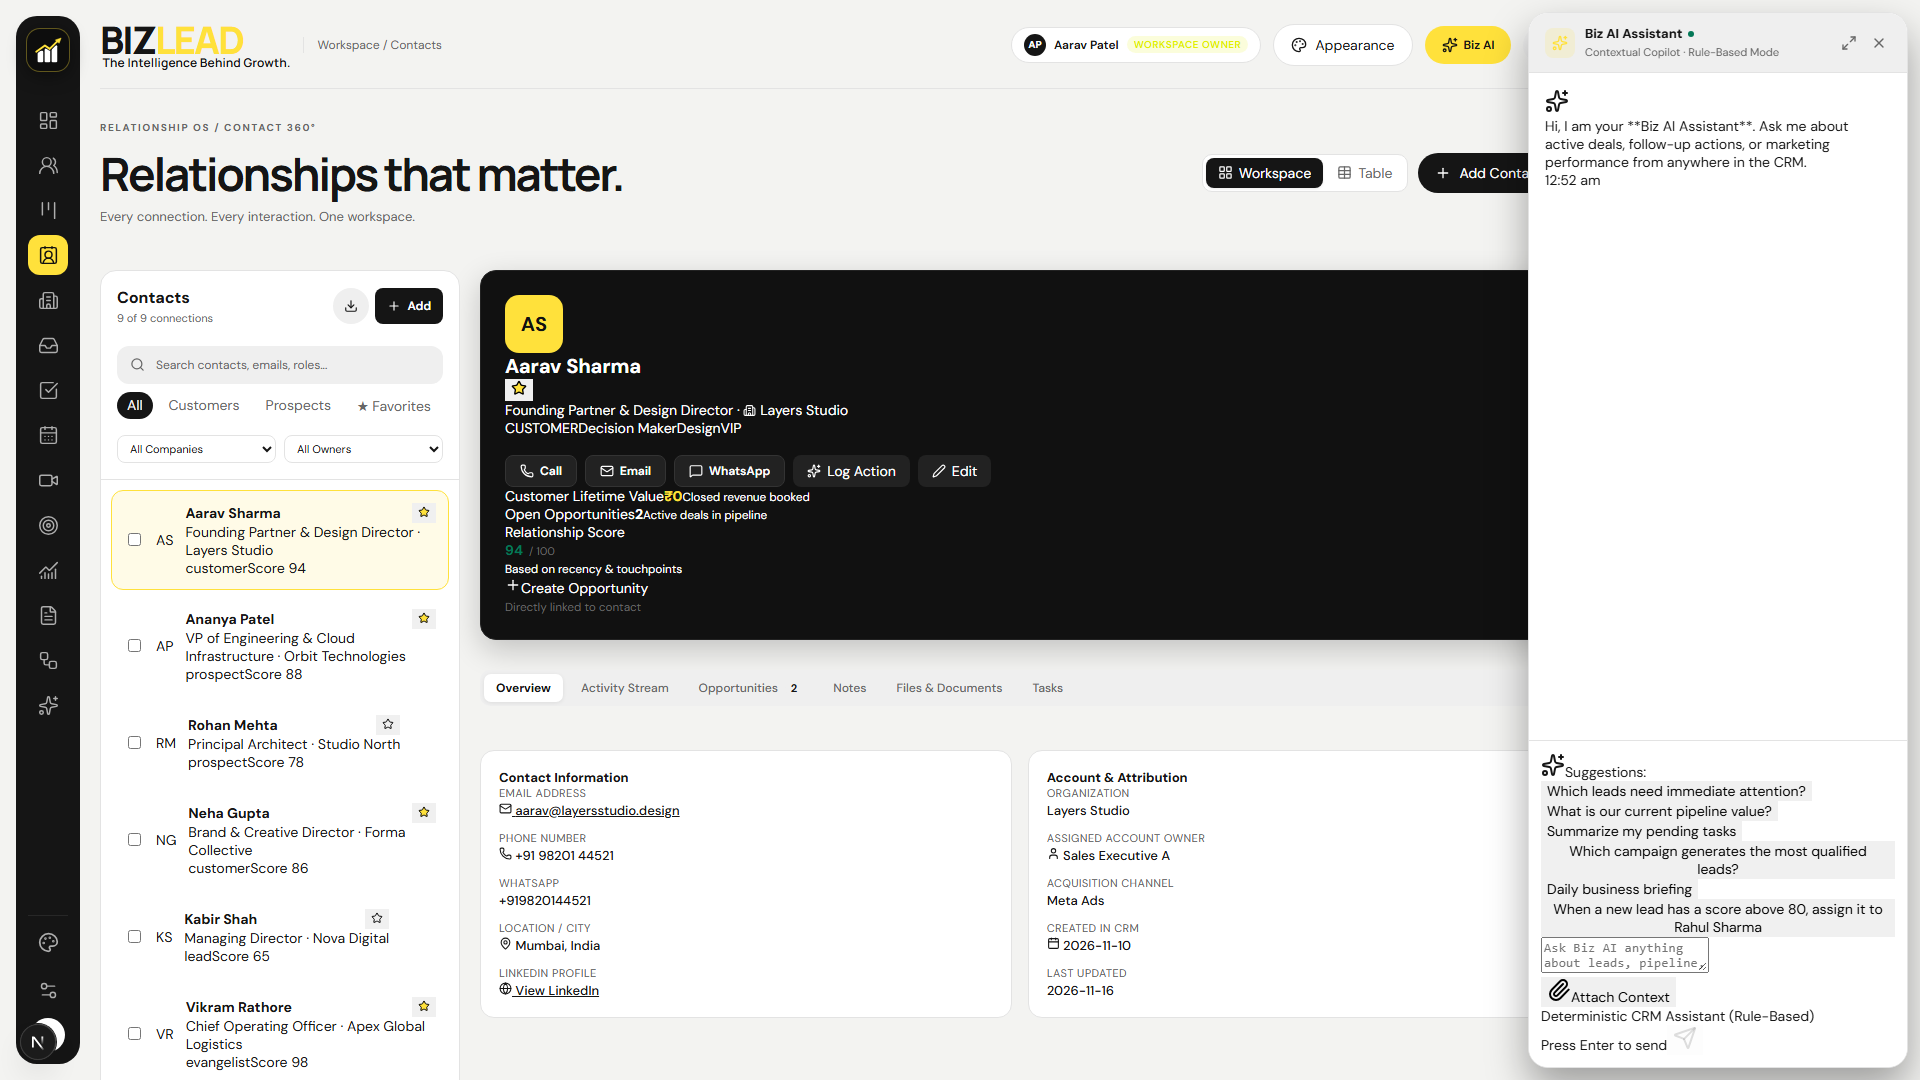 BIZLEAD
The Intelligence Behind Growth.
Workspace / Contacts
AP Aarav Patel WORKSPACE OWNER
Appearance
Biz AI
RELATIONSHIP OS / CONTACT 360°
Relationships that matter.
Every connection. Every interaction. One workspace.
Workspace
Table
+ Add Conta
Contacts
9 of 9 connections
+ Add
Search contacts, emails, roles...
All Customers Prospects ★ Favorites
All Companies
All Owners
AS
Aarav Sharma
Founding Partner & Design Director ·
Layers Studio
customerScore 94
AP
Ananya Patel
VP of Engineering & Cloud
Infrastructure · Orbit Technologies
prospectScore 88
RM
Rohan Mehta
Principal Architect · Studio North
prospectScore 78
NG
Neha Gupta
Brand & Creative Director · Forma
Collective
customerScore 86
KS
Kabir Shah
Managing Director · Nova Digital
leadScore 65
VR
Vikram Rathore
Chief Operating Officer · Apex Global
Logistics
evangelistScore 98
N
AS
Aarav Sharma
Founding Partner & Design Director · Layers Studio
CUSTOMERDecision MakerDesignVIP
Call
Email
WhatsApp
Log Action
Edit
Customer Lifetime Value₹0Closed revenue booked
Open Opportunities2Active deals in pipeline
Relationship Score
94 / 100
Based on recency & touchpoints
+Create Opportunity
Directly linked to contact
Overview Activity Stream Opportunities 2 Notes Files & Documents Tasks
Contact Information
EMAIL ADDRESS
aarav@layersstudio.design
PHONE NUMBER
+91 98201 44521
WHATSAPP
+919820144521
LOCATION / CITY
Mumbai, India
LINKEDIN PROFILE
View LinkedIn
Account & Attribution
ORGANIZATION
Layers Studio
ASSIGNED ACCOUNT OWNER
Sales Executive A
ACQUISITION CHANNEL
Meta Ads
CREATED IN CRM
2026-11-10
LAST UPDATED
2026-11-16
Biz AI Assistant
Contextual Copilot · Rule-Based Mode
Hi, I am your **Biz AI Assistant**. Ask me about
active deals, follow-up actions, or marketing
performance from anywhere in the CRM.
12:52 am
Suggestions:
Which leads need immediate attention?
What is our current pipeline value?
Summarize my pending tasks
Which campaign generates the most qualified
leads?
Daily business briefing
When a new lead has a score above 80, assign it to
Rahul Sharma
Ask Biz AI anything
about leads, pipeline,
Attach Context
Deterministic CRM Assistant (Rule-Based)
Press Enter to send